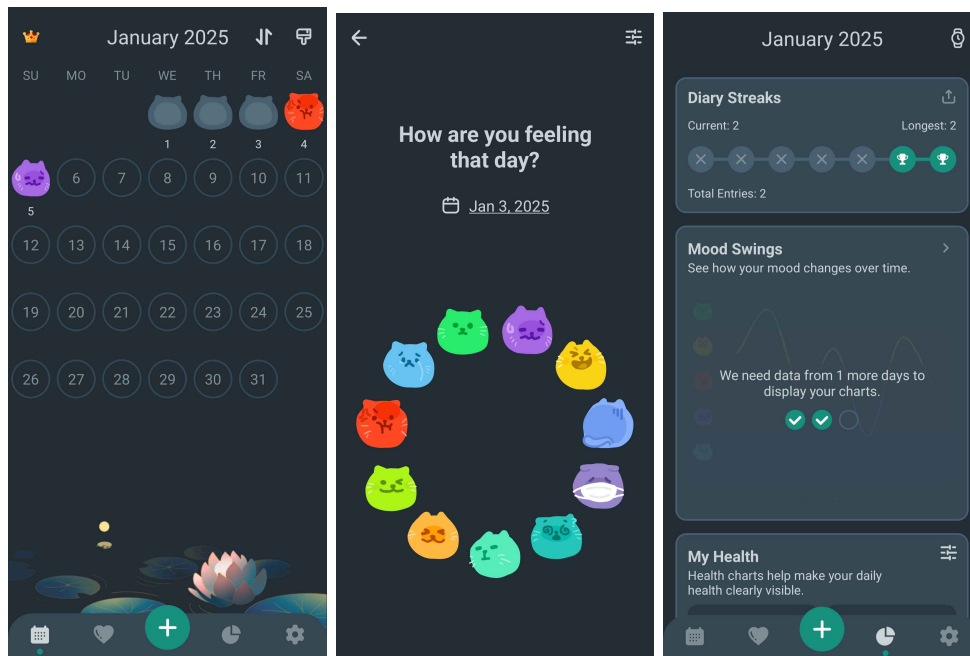 January 2025
SU MO TU WE TH FR SA
1 2 3 4
6 7 8 9 10 11
5
12 13 14 15 16 17 18
19 20 21 22 23 24 25
26 27 28 29 30 31
How are you feeling
that day?
Jan 3, 2025
January 2025
Diary Streaks
Current: 2 Longest: 2
Total Entries: 2
Mood Swings
See how your mood changes over time.
We need data from 1 more days to
display your charts.
My Health
Health charts help make your daily
health clearly visible.